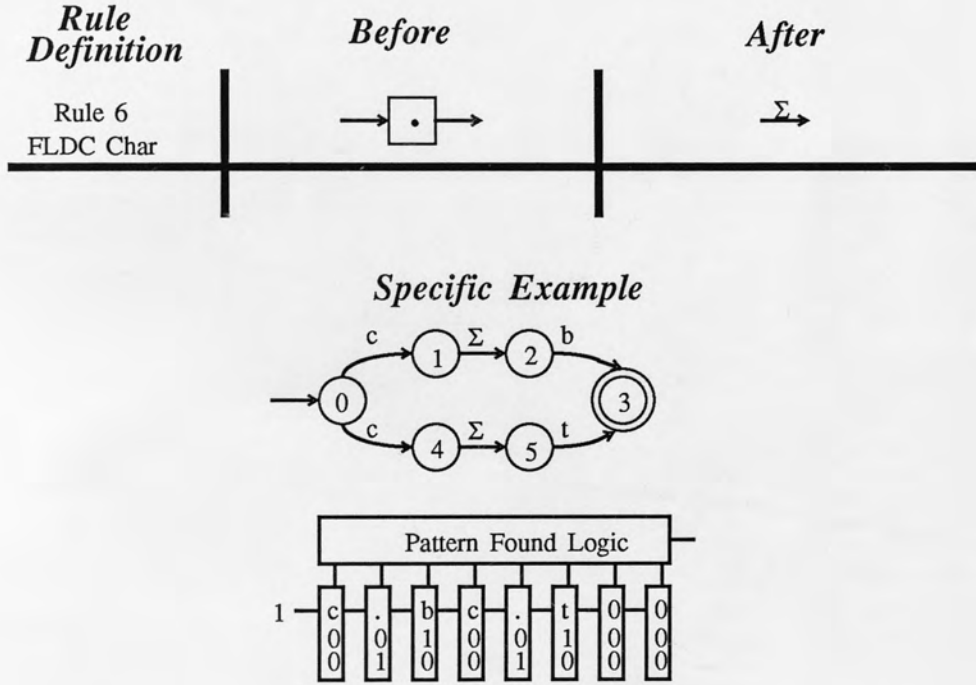 Rule Definition
Before
After
Rule 6
FLDC Char
.
Σ
Specific Example
c Σ b
1 2
0 3
c Σ t
4 5
Pattern Found Logic
1 c . b c . t 0 0
0 0 1 0 0 1 0 0
0 1 0 0 1 0 0 0